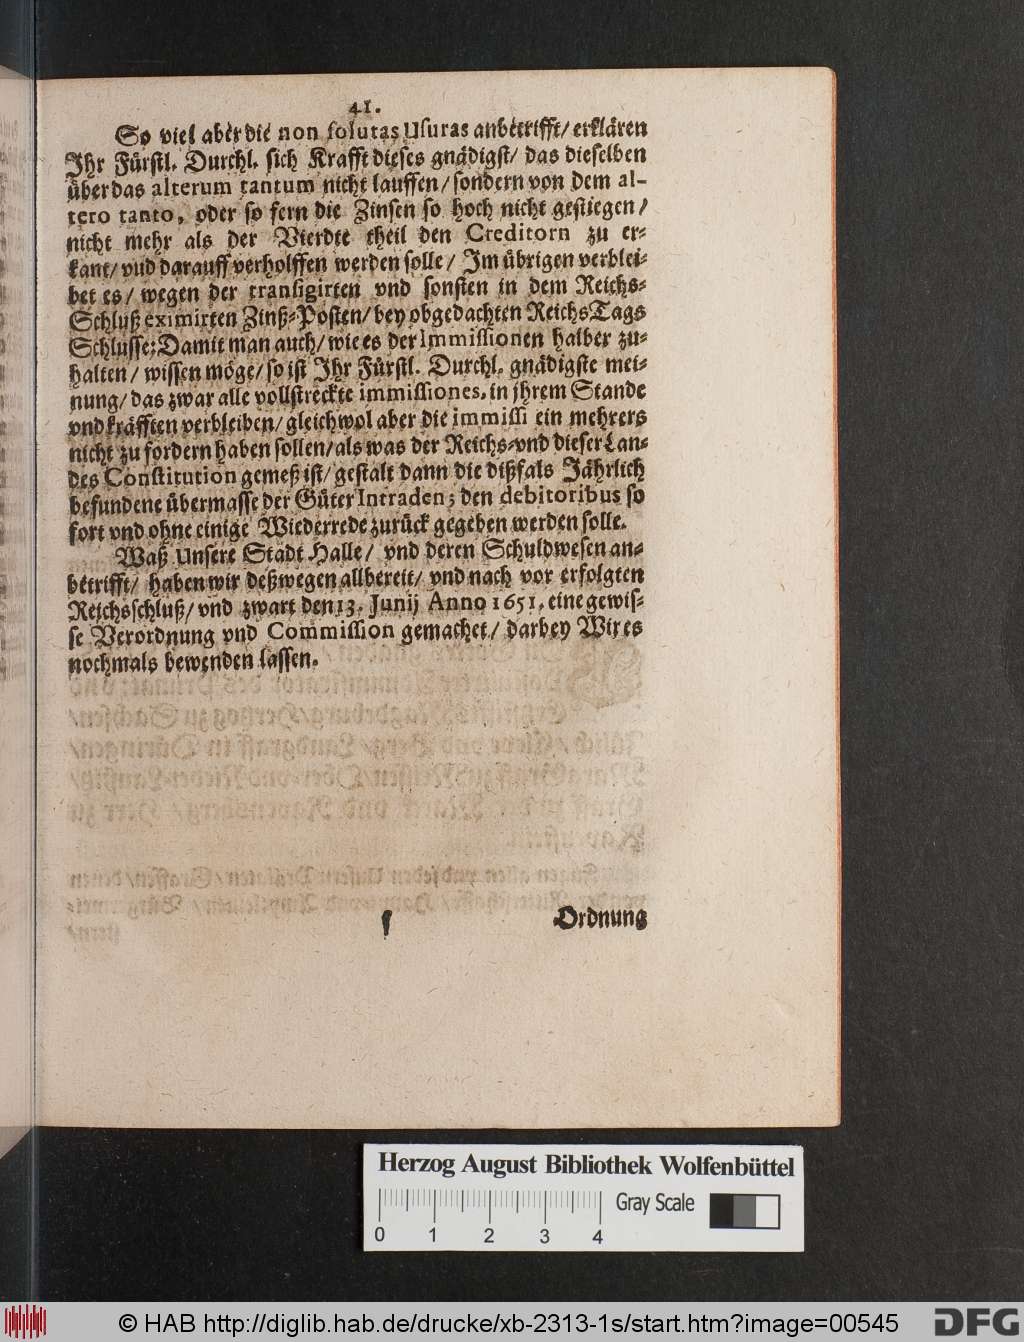 41.
So viel aber die non solutas Usuras anbetrifft/ erklären
Ihr Fürstl. Durchl. sich Krafft dieses gnädigst/ das dieselben
über das alterum tantum nicht lauffen/ sondern von dem al-
tero tanto, oder so fern die Zinsen so hoch nicht gestiegen/
nicht mehr als der Vierdte theil den Creditorn zu er-
kant/ vnd darauff verholffen werden solle/ Im übrigen verblei-
bet es/ wegen der transigirten vnd sonsten in dem Reichs-
Schluß eximirten Zinß-Posten/ bey obgedachten Reichs Tags
Schlusse; Damit man auch/ wie es der Immissionen halber zu-
halten/ wissen möge/ so ist Ihr Fürstl. Durchl. gnädigste mei-
nung/ das zwar alle vollstreckte immissiones, in jhrem Stande
vnd kräfften verbleiben/ gleichwol aber die immissi ein mehrers
nicht zu fordern haben sollen/ als was der Reichs-vnd dieser Lan-
des Constitution gemeß ist/ gestalt dann die dißfals Jährlich
befundene übermasse der Güter Intraden; den debitoribus so
fort vnd ohne einige Wiederrede zurück gegeben werden solle.
Waß Unsere Stadt Halle/ vnd deren Schuldwesen an-
betrifft/ haben wir deßwegen allbereit/ vnd nach vor erfolgten
Reichsschluß/ vnd zwart den 13. Junij Anno 1651. eine gewis-
se Verordnung vnd Commission gemachet/ darbey Wir es
nochmals bewenden lassen.
f Ordnung
Herzog August Bibliothek Wolfenbüttel
Gray Scale
0 1 2 3 4
© HAB http://diglib.hab.de/drucke/xb-2313-1s/start.htm?image=00545
DFG